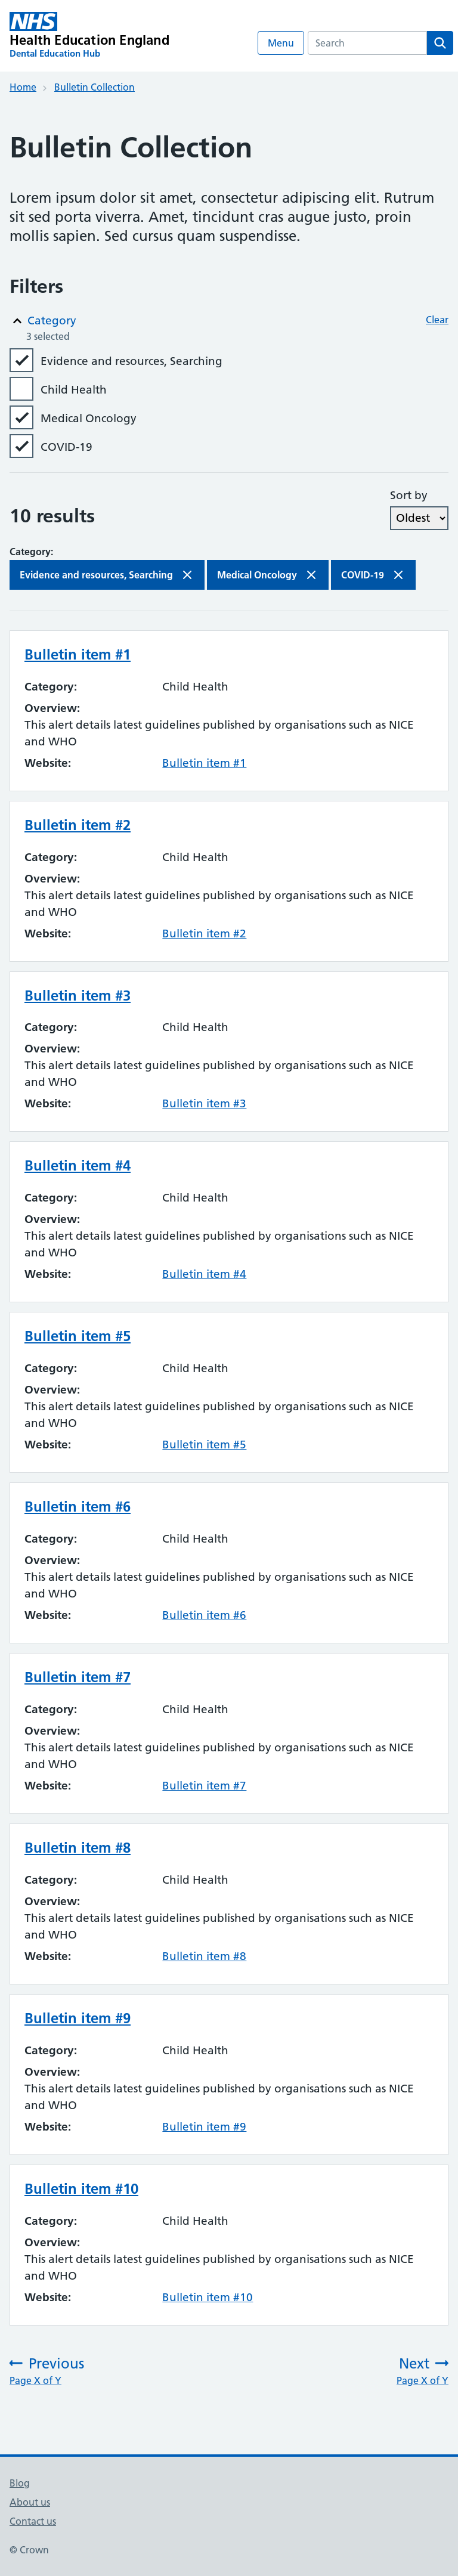 NHS
Health Education England
Dental Education Hub
Menu
Search
Home
Bulletin Collection
Bulletin Collection
Lorem ipsum dolor sit amet, consectetur adipiscing elit. Rutrum
sit sed porta viverra. Amet, tincidunt cras augue justo, proin
mollis sapien. Sed cursus quam suspendisse.
Filters
Category
Clear
3 selected
Evidence and resources, Searching
Child Health
Medical Oncology
COVID-19
Sort by
10 results
Oldest
Category:
Evidence and resources, Searching
Medical Oncology
COVID-19
Bulletin item #1
Category: Child Health
Overview:
This alert details latest guidelines published by organisations such as NICE
and WHO
Website: Bulletin item #1
Bulletin item #2
Category: Child Health
Overview:
This alert details latest guidelines published by organisations such as NICE
and WHO
Website: Bulletin item #2
Bulletin item #3
Category: Child Health
Overview:
This alert details latest guidelines published by organisations such as NICE
and WHO
Website: Bulletin item #3
Bulletin item #4
Category: Child Health
Overview:
This alert details latest guidelines published by organisations such as NICE
and WHO
Website: Bulletin item #4
Bulletin item #5
Category: Child Health
Overview:
This alert details latest guidelines published by organisations such as NICE
and WHO
Website: Bulletin item #5
Bulletin item #6
Category: Child Health
Overview:
This alert details latest guidelines published by organisations such as NICE
and WHO
Website: Bulletin item #6
Bulletin item #7
Category: Child Health
Overview:
This alert details latest guidelines published by organisations such as NICE
and WHO
Website: Bulletin item #7
Bulletin item #8
Category: Child Health
Overview:
This alert details latest guidelines published by organisations such as NICE
and WHO
Website: Bulletin item #8
Bulletin item #9
Category: Child Health
Overview:
This alert details latest guidelines published by organisations such as NICE
and WHO
Website: Bulletin item #9
Bulletin item #10
Category: Child Health
Overview:
This alert details latest guidelines published by organisations such as NICE
and WHO
Website: Bulletin item #10
Previous
Page X of Y
Next
Page X of Y
Blog
About us
Contact us
© Crown